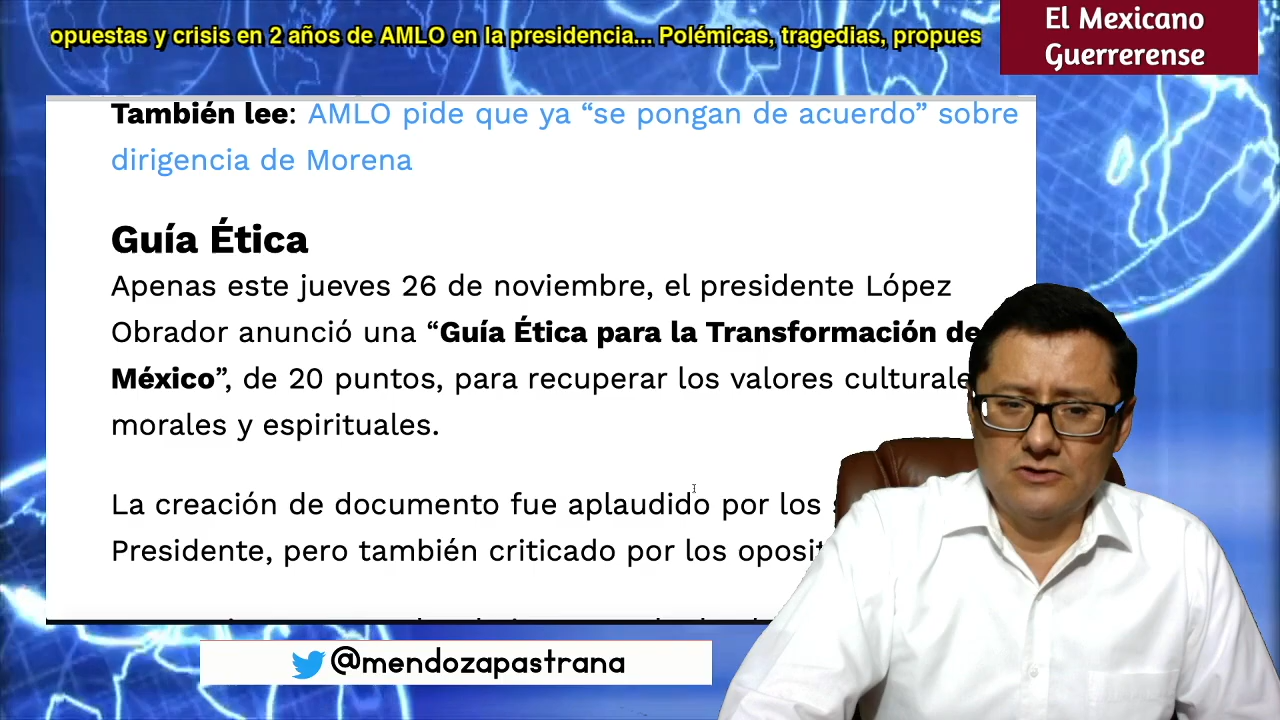 opuestas y crisis en 2 años de AMLO en la presidencia... Polémicas, tragedias, propues
El Mexicano
Guerrerense
También lee: AMLO pide que ya “se pongan de acuerdo” sobre
dirigencia de Morena
Guía Ética
Apenas este jueves 26 de noviembre, el presidente López
Obrador anunció una “Guía Ética para la Transformación de
México”, de 20 puntos, para recuperar los valores culturale
morales y espirituales.
La creación de documento fue aplaudido por los
Presidente, pero también criticado por los oposit
@mendozapastrana